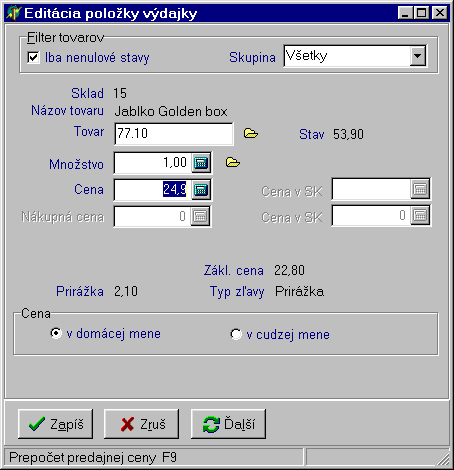 Editácia položky výdajky
Filter tovarov
Iba nenulové stavy Skupina Všetky
Sklad 15
Názov tovaru Jablko Golden box
Tovar 77.10 Stav 53,90
Množstvo 1,00
Cena 24,9 Cena v SK
Nákupná cena 0 Cena v SK 0
Zákl. cena 22,80
Prirážka 2,10 Typ zľavy Prirážka
Cena
v domácej mene v cudzej mene
Zapíš Zruš Ďalší
Prepočet predajnej ceny F9